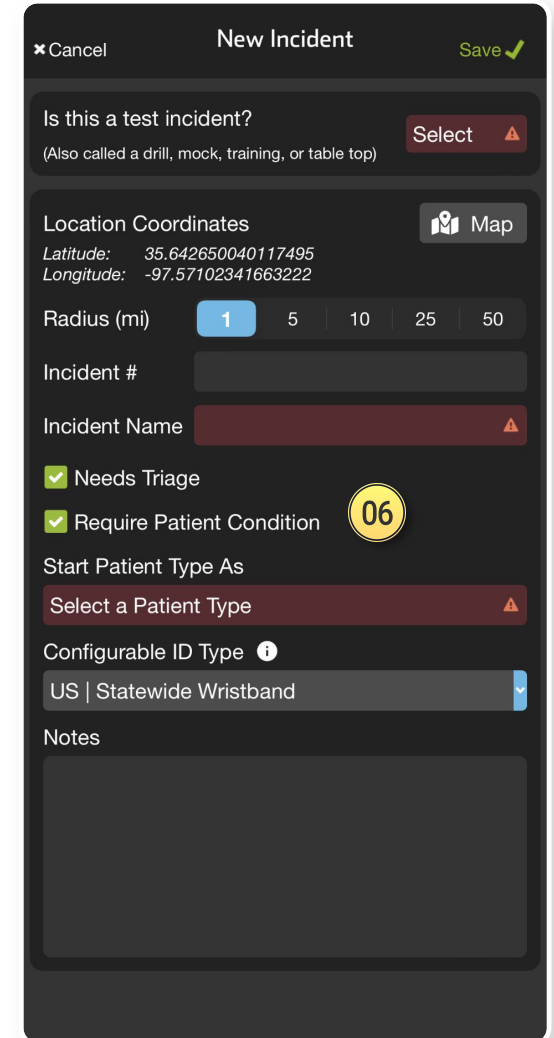 Cancel New Incident Save
Is this a test incident?
(Also called a drill, mock, training, or table top)
Select
Location Coordinates
Map
Latitude: 35.642650040117495
Longitude: -97.57102341663222
Radius (mi) 1 5 10 25 50
Incident #
Incident Name
Needs Triage
Require Patient Condition
06
Start Patient Type As
Select a Patient Type
Configurable ID Type i
US | Statewide Wristband
Notes